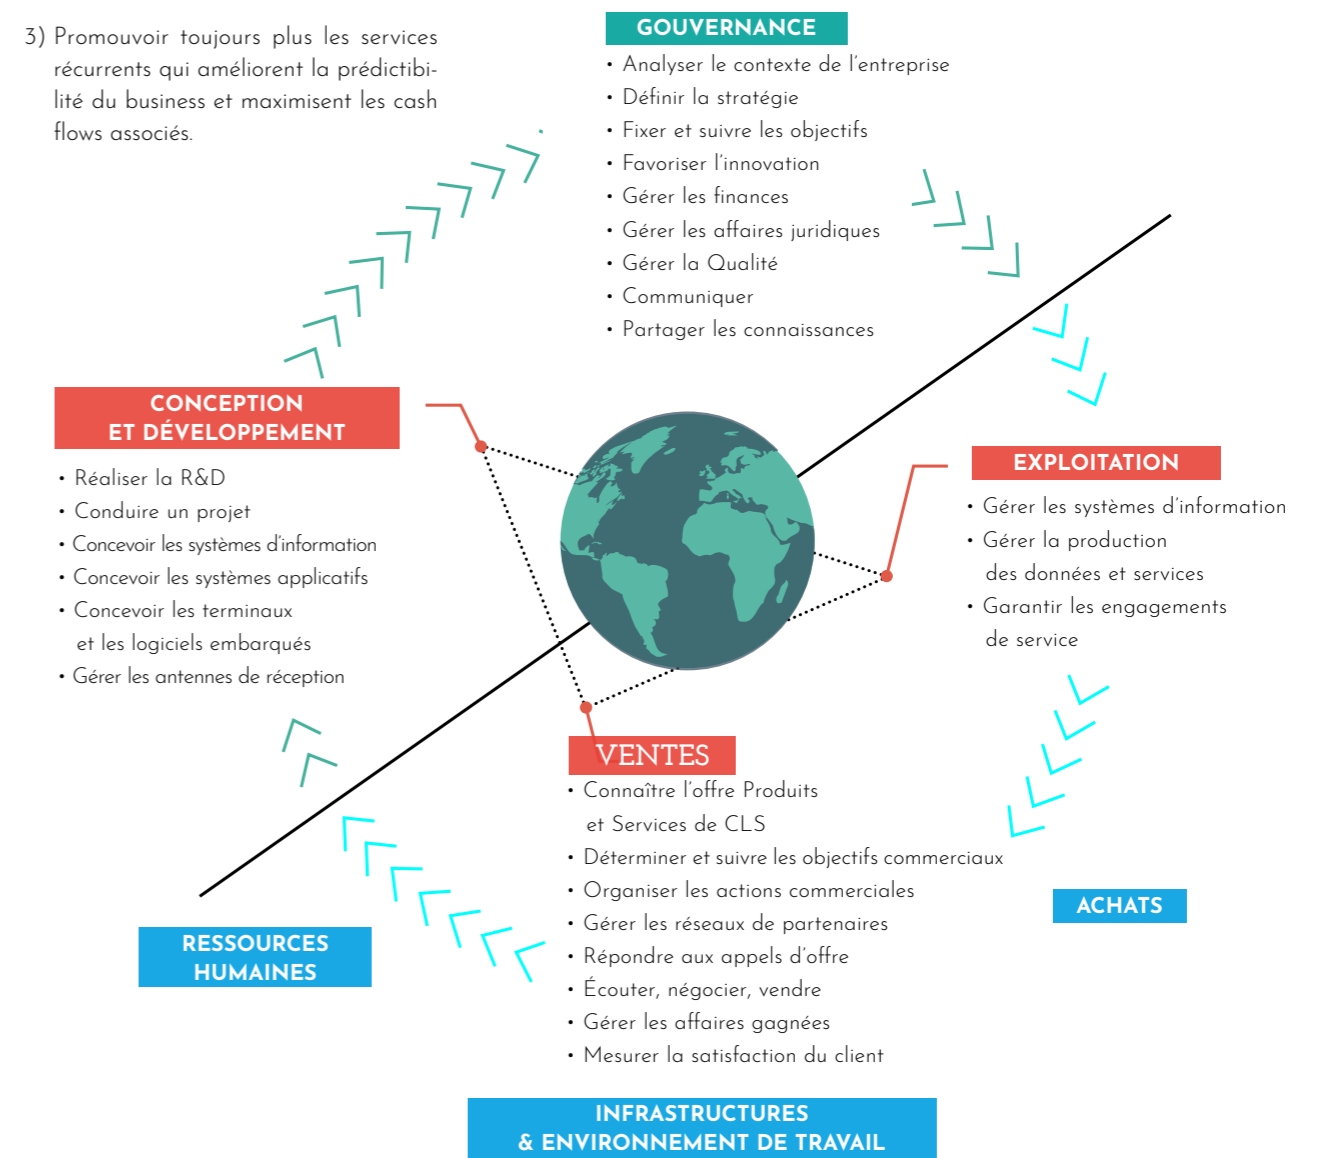 3) Promouvoir toujours plus les services
récurrents qui améliorent la prédictibi-
lité du business et maximisent les cash
flows associés.
GOUVERNANCE
• Analyser le contexte de l'entreprise
• Définir la stratégie
• Fixer et suivre les objectifs
• Favoriser l'innovation
• Gérer les finances
• Gérer les affaires juridiques
• Gérer la Qualité
• Communiquer
• Partager les connaissances
CONCEPTION
ET DÉVELOPPEMENT
• Réaliser la R&D
• Conduire un projet
• Concevoir les systèmes d'information
• Concevoir les systèmes applicatifs
• Concevoir les terminaux
et les logiciels embarqués
• Gérer les antennes de réception
EXPLOITATION
• Gérer les systèmes d'information
• Gérer la production
des données et services
• Garantir les engagements
de service
VENTES
• Connaître l'offre Produits
et Services de CLS
• Déterminer et suivre les objectifs commerciaux
• Organiser les actions commerciales
• Gérer les réseaux de partenaires
• Répondre aux appels d'offre
• Écouter, négocier, vendre
• Gérer les affaires gagnées
• Mesurer la satisfaction du client
ACHATS
RESSOURCES
HUMAINES
INFRASTRUCTURES
& ENVIRONNEMENT DE TRAVAIL